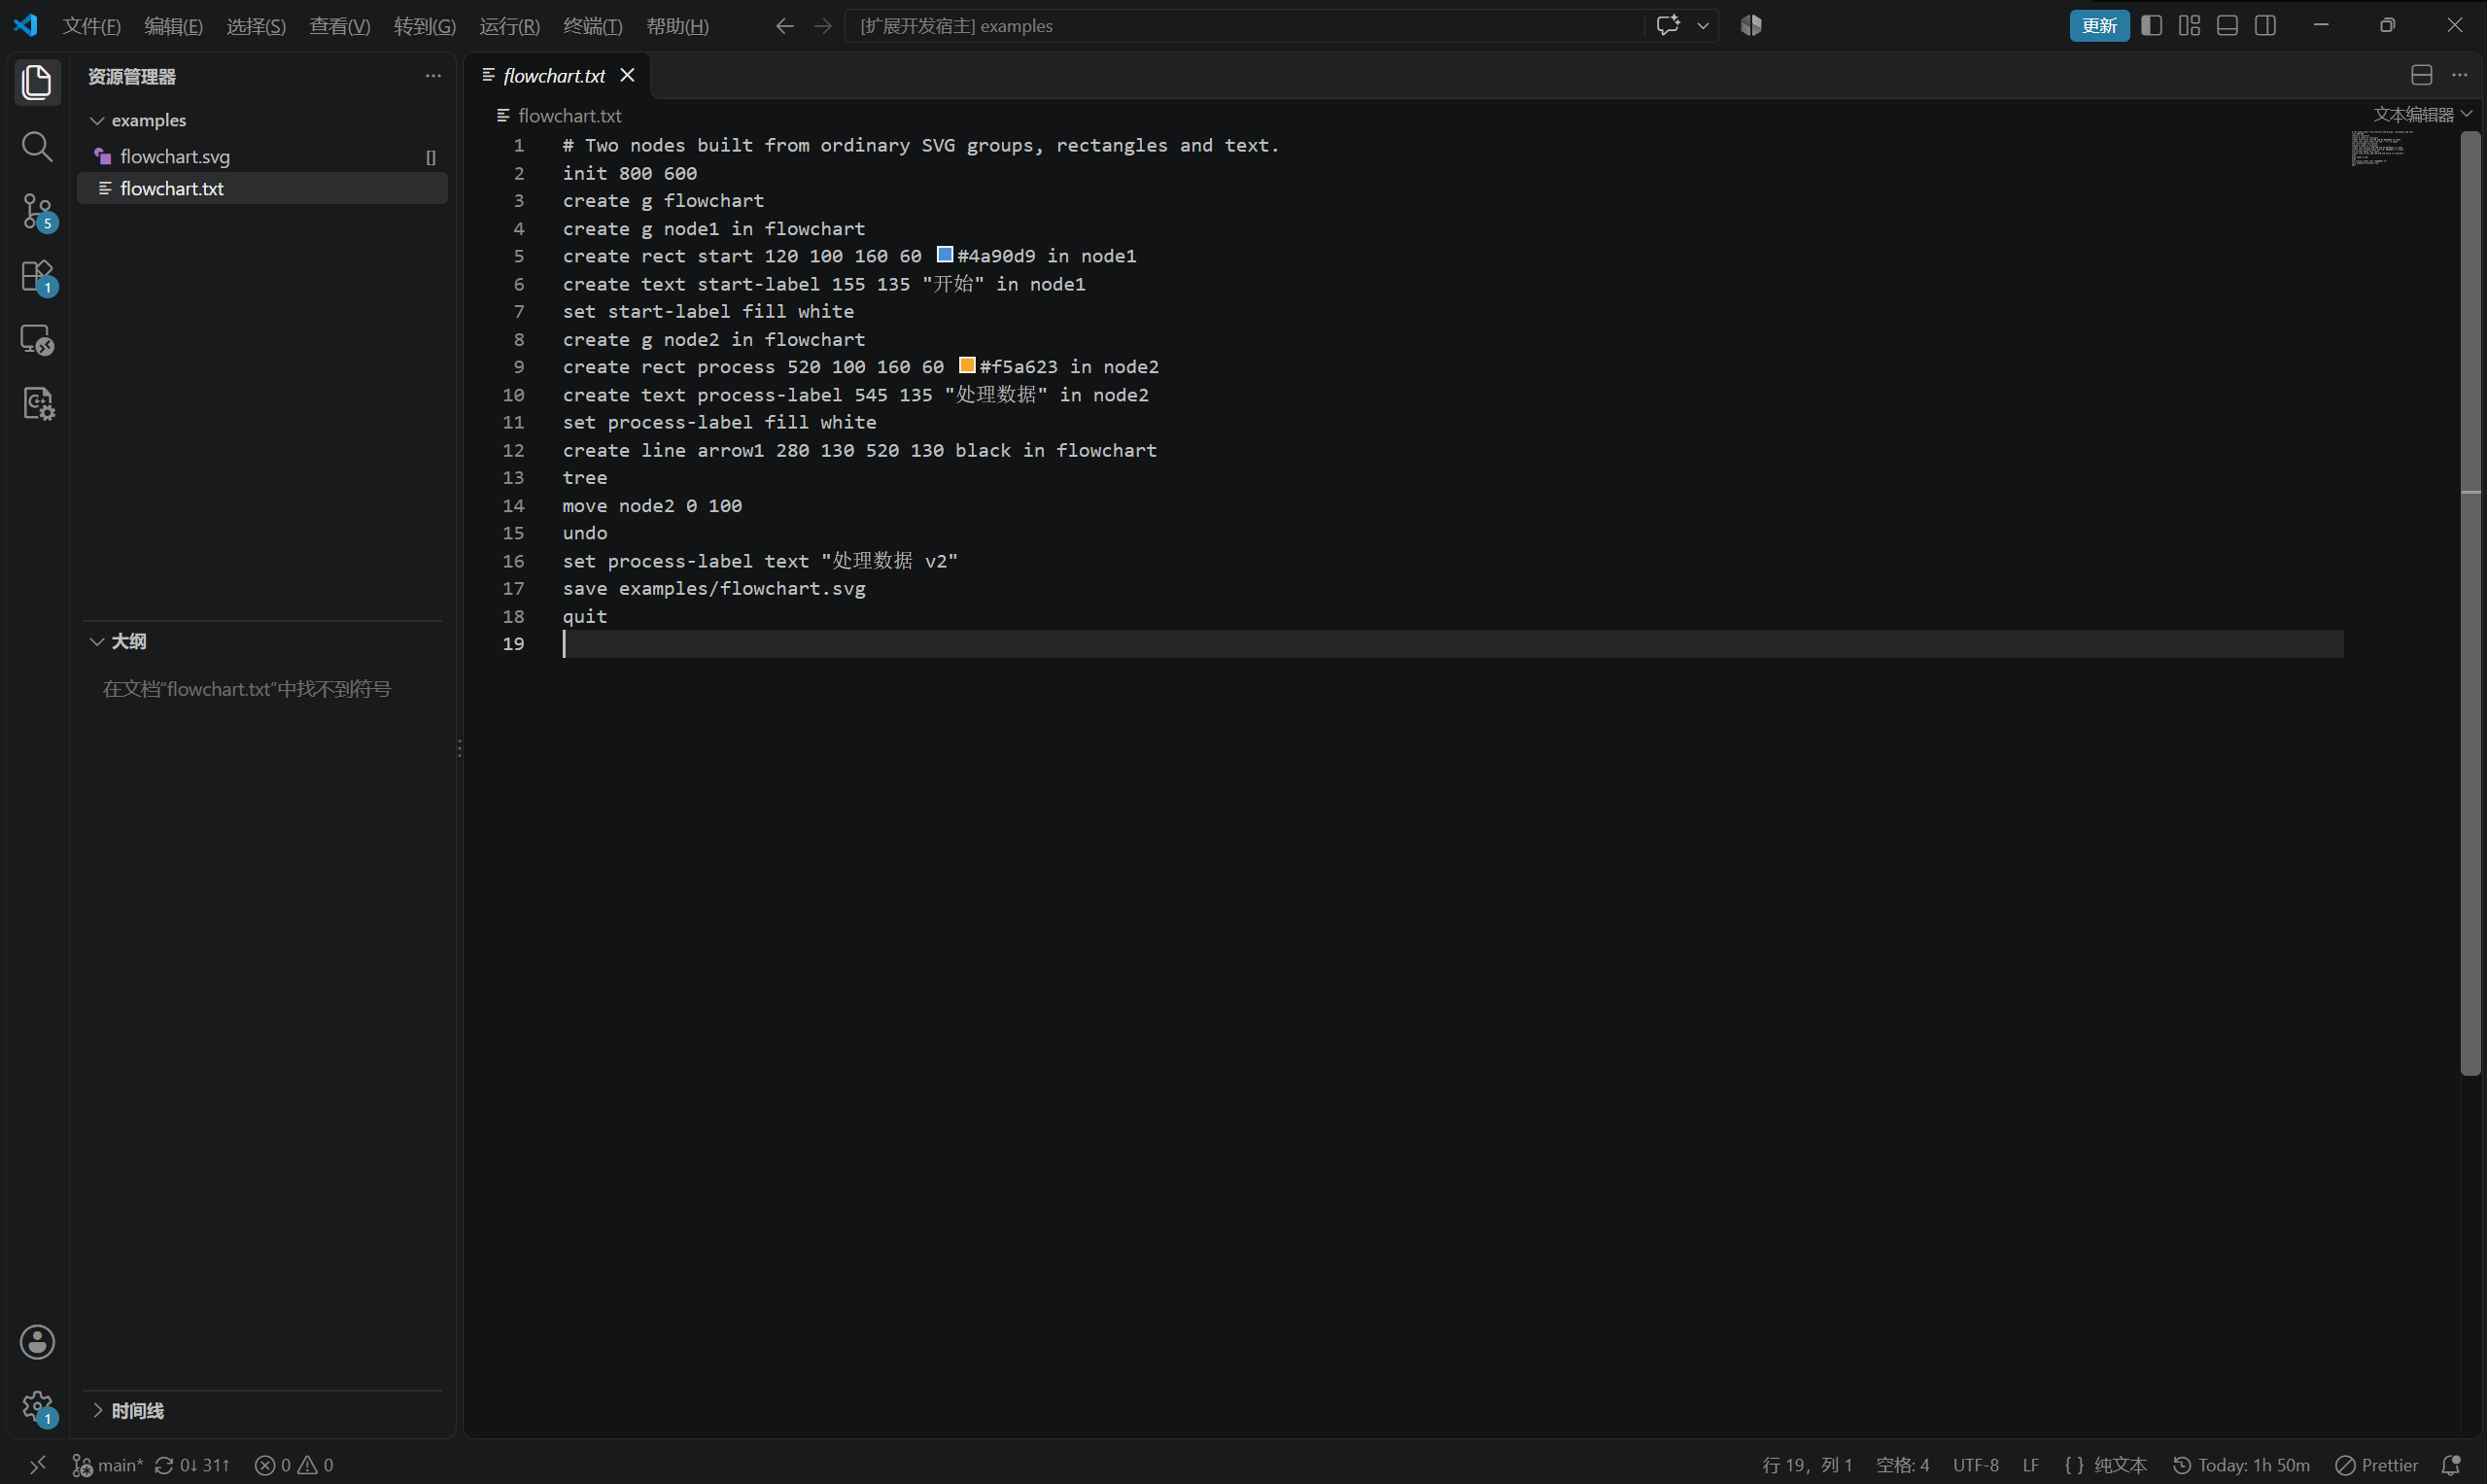 文件(F) 编辑(E) 选择(S) 查看(V) 转到(G) 运行(R) 终端(T) 帮助(H) [扩展开发宿主] examples 更新
资源管理器
examples
flowchart.svg
flowchart.txt
大纲
在文档“flowchart.txt”中找不到符号
时间线
5
1
1
flowchart.txt
flowchart.txt
文本编辑器
1 # Two nodes built from ordinary SVG groups, rectangles and text.
2 init 800 600
3 create g flowchart
4 create g node1 in flowchart
5 create rect start 120 100 160 60 #4a90d9 in node1
6 create text start-label 155 135 "开始" in node1
7 set start-label fill white
8 create g node2 in flowchart
9 create rect process 520 100 160 60 #f5a623 in node2
10 create text process-label 545 135 "处理数据" in node2
11 set process-label fill white
12 create line arrow1 280 130 520 130 black in flowchart
13 tree
14 move node2 0 100
15 undo
16 set process-label text "处理数据 v2"
17 save examples/flowchart.svg
18 quit
19
main* 0↓ 31↑ 0 0 行 19，列 1 空格: 4 UTF-8 LF { } 纯文本 Today: 1h 50m Prettier